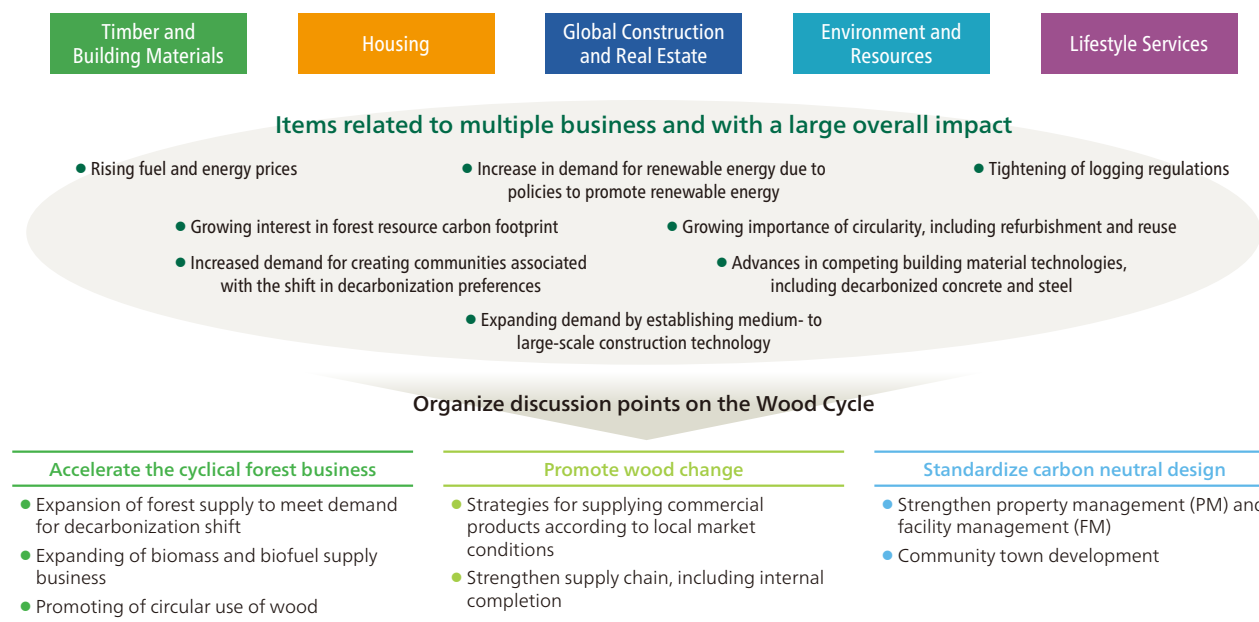 Timber and
Building Materials
Housing
Global Construction
and Real Estate
Environment and
Resources
Lifestyle Services
Items related to multiple business and with a large overall impact
● Rising fuel and energy prices
● Increase in demand for renewable energy due to
policies to promote renewable energy
● Tightening of logging regulations
● Growing interest in forest resource carbon footprint
● Growing importance of circularity, including refurbishment and reuse
● Increased demand for creating communities associated
with the shift in decarbonization preferences
● Advances in competing building material technologies,
including decarbonized concrete and steel
● Expanding demand by establishing medium- to
large-scale construction technology
Organize discussion points on the Wood Cycle
Accelerate the cyclical forest business
● Expansion of forest supply to meet demand
for decarbonization shift
● Expanding of biomass and biofuel supply
business
● Promoting of circular use of wood
Promote wood change
● Strategies for supplying commercial
products according to local market
conditions
● Strengthen supply chain, including internal
completion
Standardize carbon neutral design
● Strengthen property management (PM) and
facility management (FM)
● Community town development